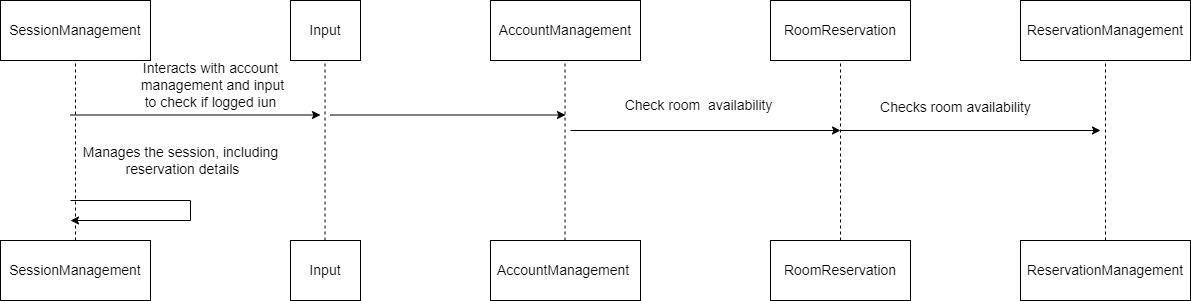 SessionManagement
Input
AccountManagement
RoomReservation
ReservationManagement
Interacts with account
management and input
to check if logged iun
Check room  availability
Checks room availability
Manages the session, including
reservation details
SessionManagement
Input
AccountManagement
RoomReservation
ReservationManagement